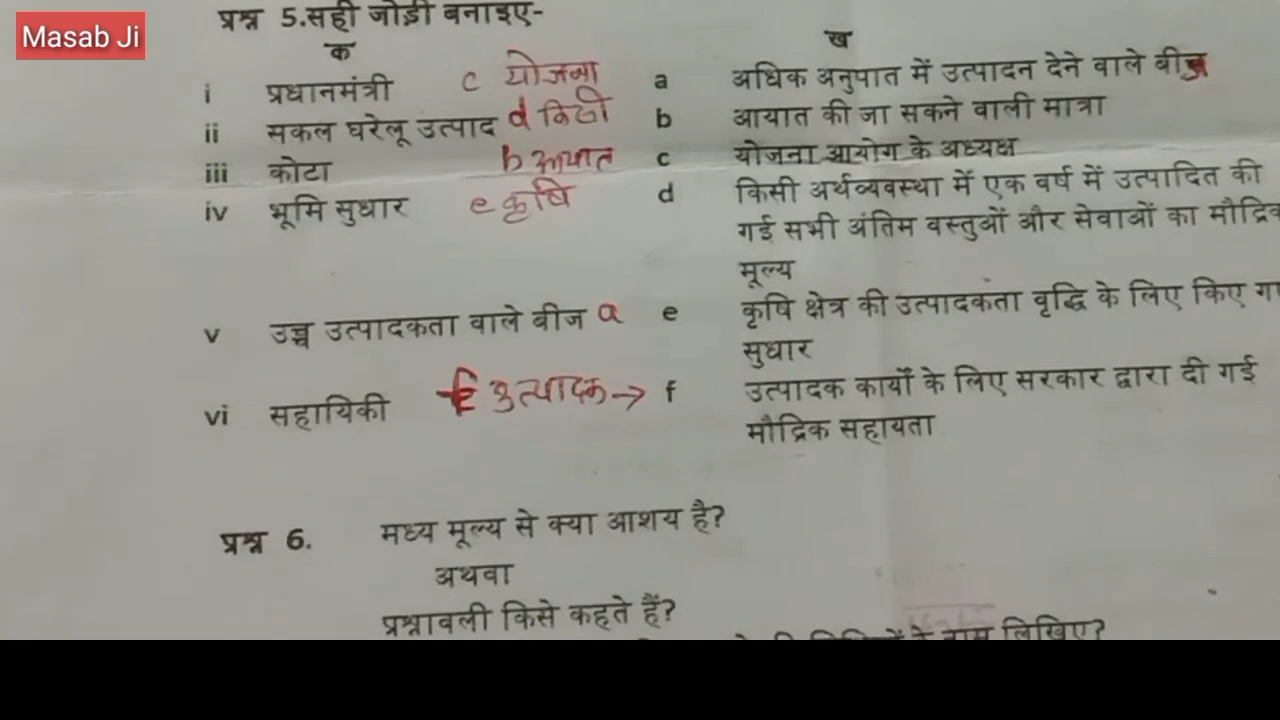 Masab Ji
प्रश्न 5.सही जोड़ी बनाइए-
क ख
i प्रधानमंत्री c योजना a अधिक अनुपात में उत्पादन देने वाले बीज
ii सकल घरेलू उत्पाद d किसी b आयात की जा सकने वाली मात्रा
iii कोटा b आयात c योजना आयोग के अध्यक्ष
iv भूमि सुधार e कृषि d किसी अर्थव्यवस्था में एक वर्ष में उत्पादित की
गई सभी अंतिम वस्तुओं और सेवाओं का
मूल्य
v उच्च उत्पादकता वाले बीज a e कृषि क्षेत्र की उत्पादकता वृद्धि के लिए किए
सुधार
vi सहायिकी f उत्पादक → f उत्पादक कार्यों के लिए सरकार द्वारा दी गई
मौद्रिक सहायता
प्रश्न 6. मध्य मूल्य से क्या आशय है?
अथवा
प्रश्नावली किसे कहते हैं?
के नाम लिखिए?